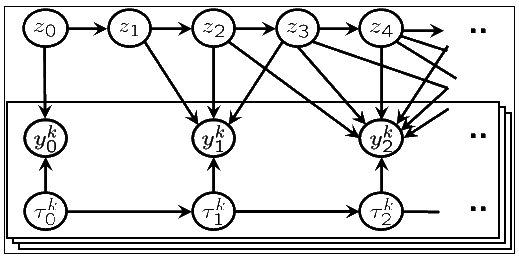 z₀ z₁ z₂ z₃ z₄ ..
y₀ᵏ y₁ᵏ y₂ᵏ ..
τ₀ᵏ τ₁ᵏ τ₂ᵏ ..